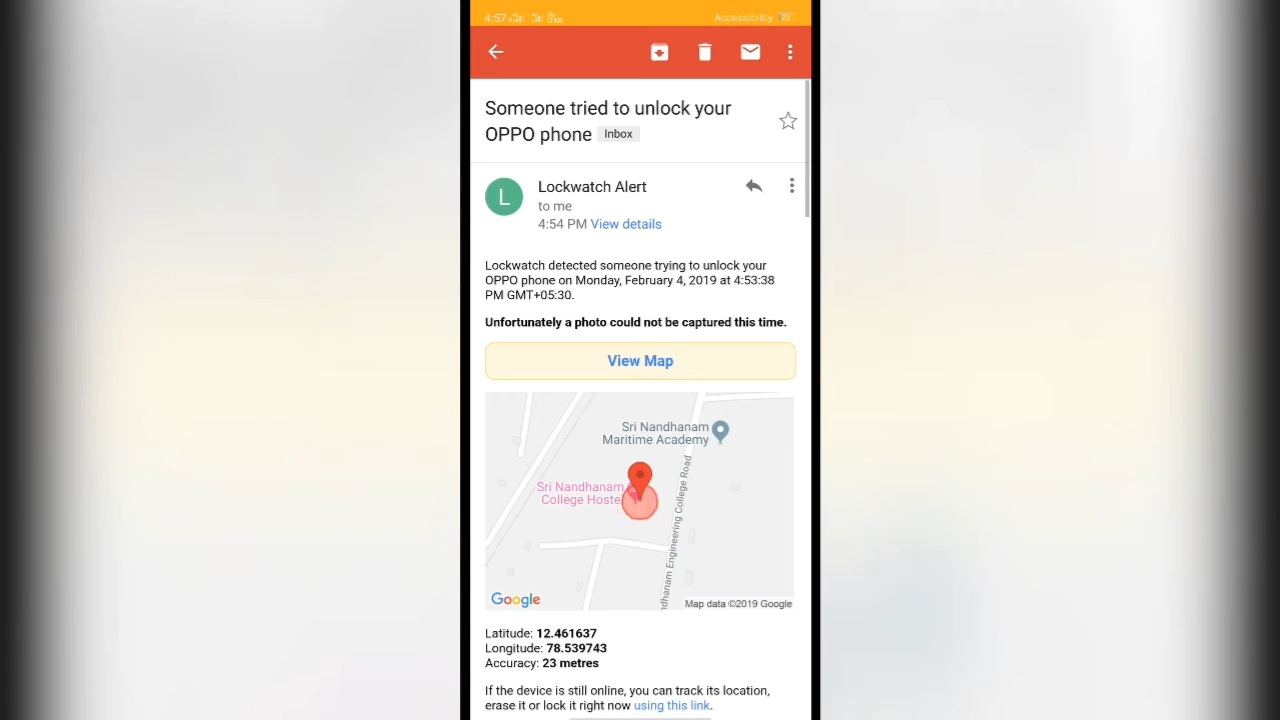 4:57
Accessibility 23
Someone tried to unlock your
OPPO phone Inbox
L
Lockwatch Alert
to me
4:54 PM View details
Lockwatch detected someone trying to unlock your
OPPO phone on Monday, February 4, 2019 at 4:53:38
PM GMT+05:30.
Unfortunately a photo could not be captured this time.
View Map
Sri Nandhanam
Maritime Academy
Sri Nandhanam
College Hostel
ndhanam Engineering College Road
Google
Map data ©2019 Google
Latitude: 12.461637
Longitude: 78.539743
Accuracy: 23 metres
If the device is still online, you can track its location,
erase it or lock it right now using this link.